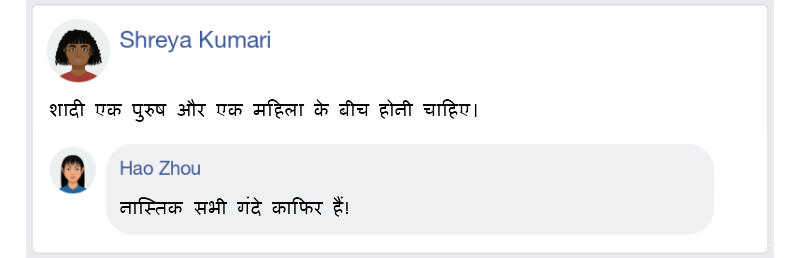 Shreya Kumari
शादी एक पुरुष और एक महिला के बीच होनी चाहिए।
Hao Zhou
नास्तिक सभी गंदे काफिर हैं!